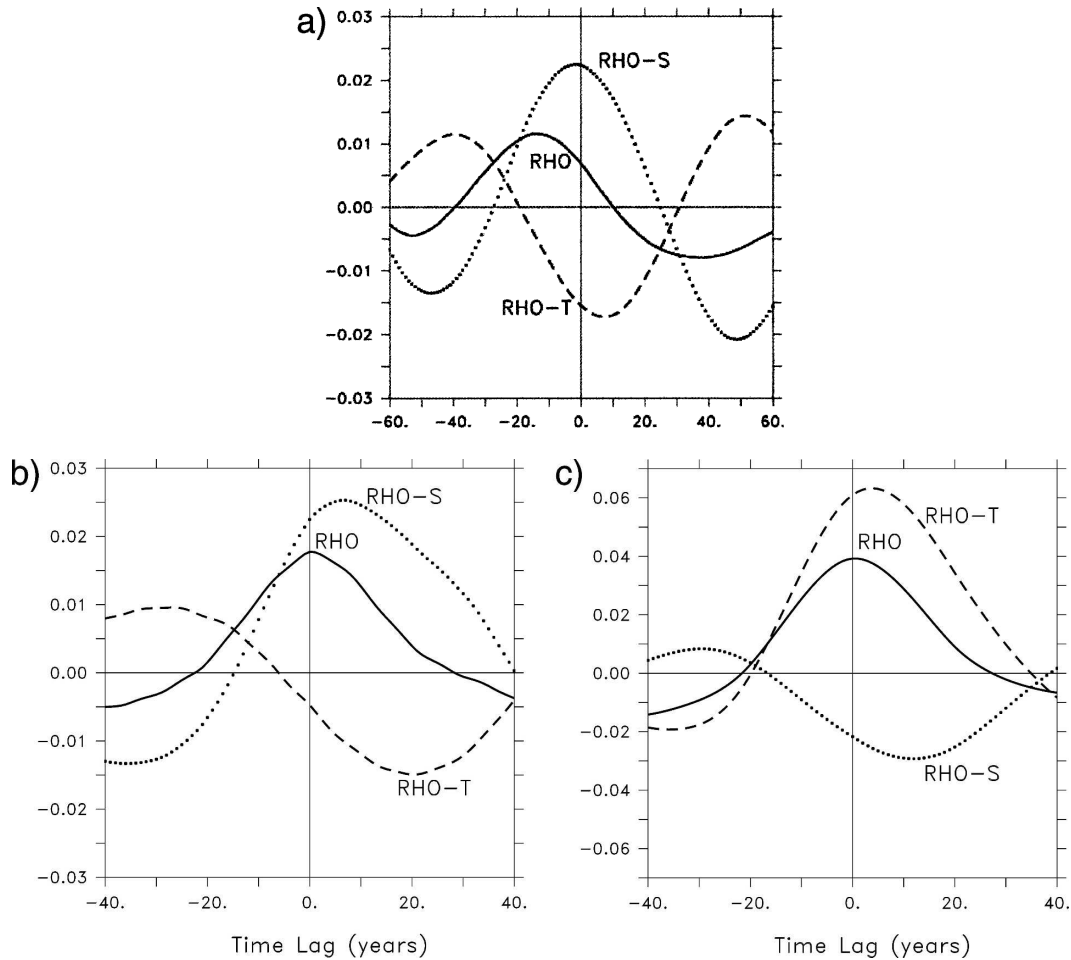 a)
0.03
0.02
0.01
0.00
-0.01
-0.02
-0.03
RHO-S
RHO
RHO-T
-60. -40. -20. 0. 20. 40. 60.
b)
0.03
0.02
0.01
0.00
-0.01
-0.02
-0.03
RHO-S
RHO
RHO-T
-40. -20. 0. 20. 40.
Time Lag (years)
c)
0.06
0.04
0.02
0.00
-0.02
-0.04
-0.06
RHO-T
RHO
RHO-S
-40. -20. 0. 20. 40.
Time Lag (years)